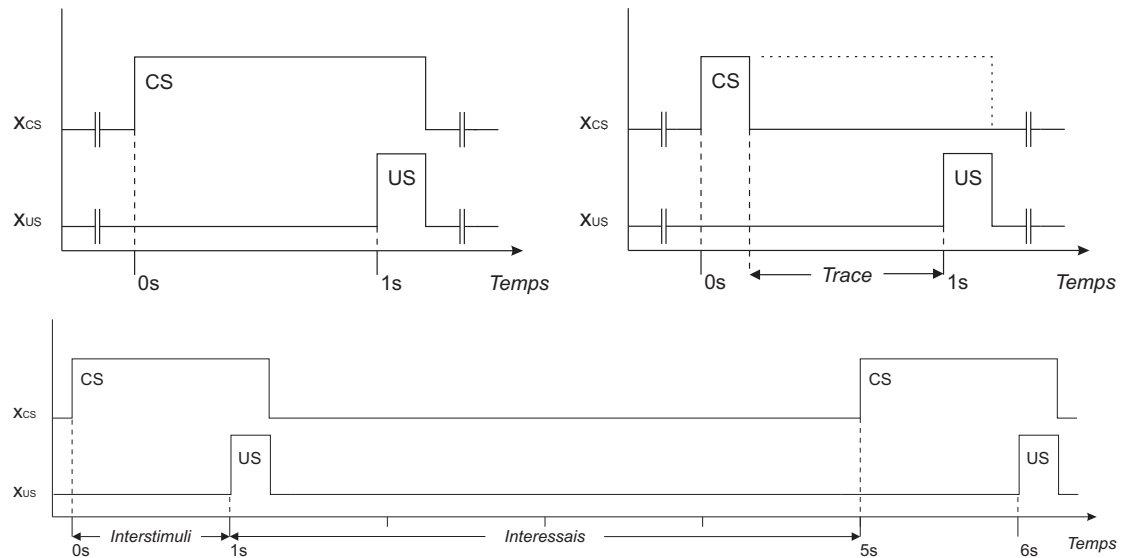 CS
XCS
US
XUS
0s
1s
Temps
CS
XCS
US
XUS
0s
Trace
1s
Temps
CS
CS
XCS
US
US
XUS
0s
Interstimuli
1s
Interessais
5s
6s
Temps